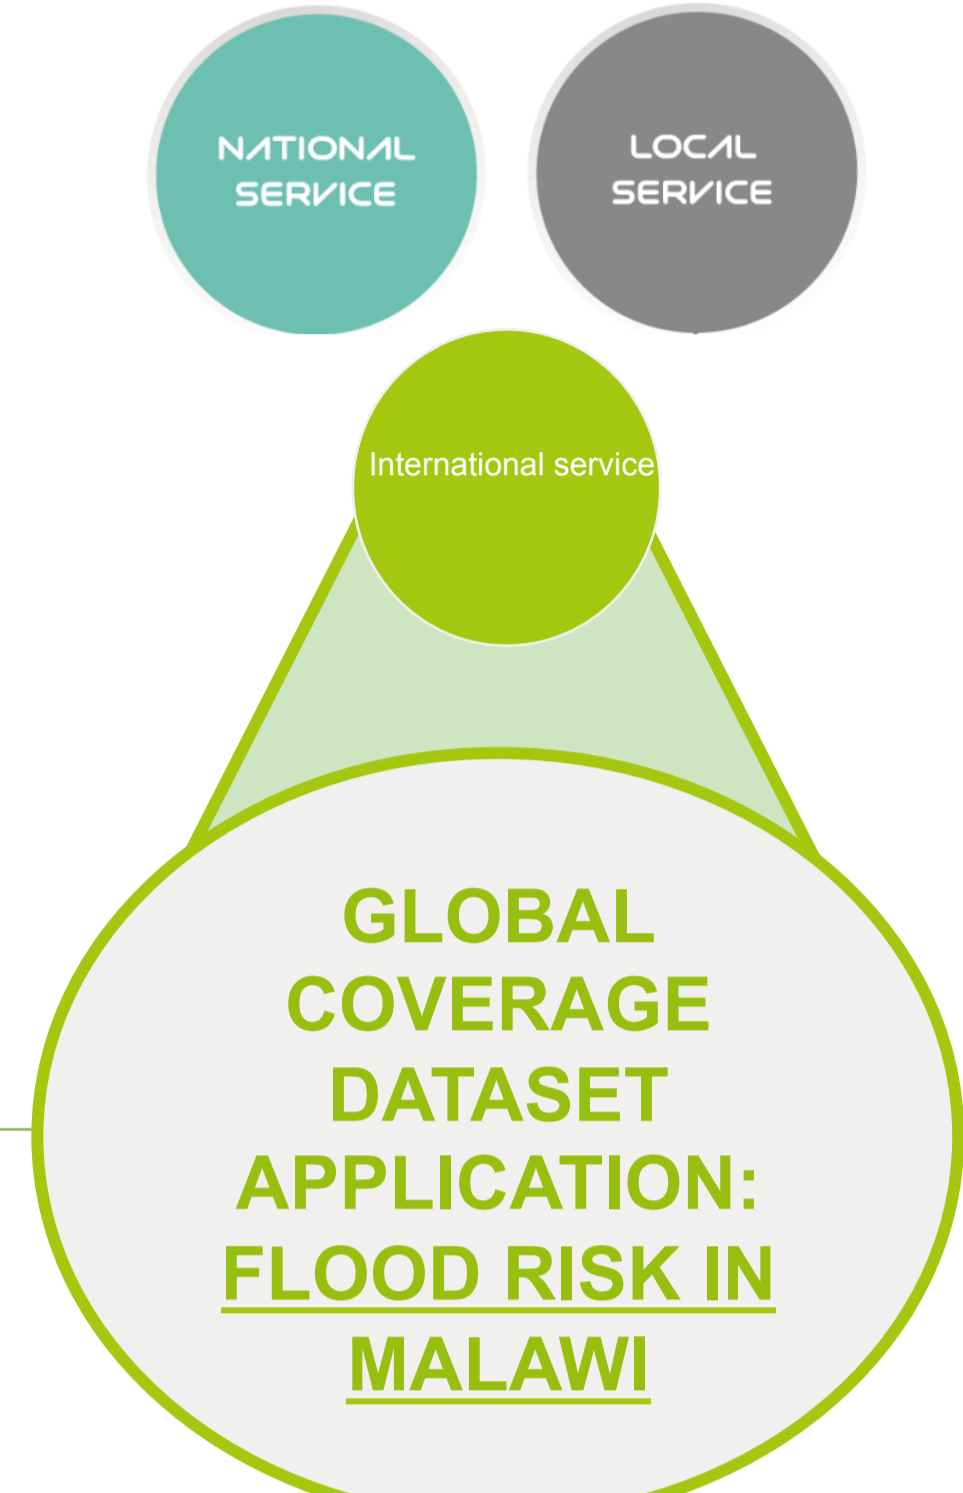 NATIONAL
SERVICE
LOCAL
SERVICE
International service
GLOBAL
COVERAGE
DATASET
APPLICATION:
FLOOD RISK IN
MALAWI